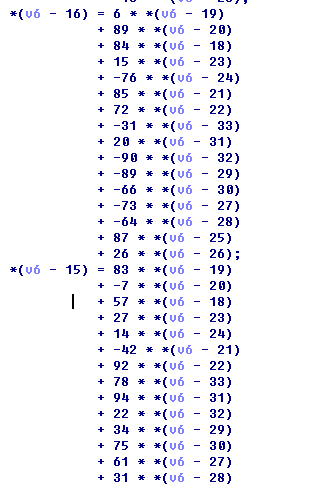 *(v6 - 16) = 6 * *(v6 - 19)
+ 89 * *(v6 - 20)
+ 84 * *(v6 - 18)
+ 15 * *(v6 - 23)
+ -76 * *(v6 - 24)
+ 85 * *(v6 - 21)
+ 72 * *(v6 - 22)
+ -31 * *(v6 - 33)
+ 20 * *(v6 - 31)
+ -90 * *(v6 - 32)
+ -89 * *(v6 - 29)
+ -66 * *(v6 - 30)
+ -73 * *(v6 - 27)
+ -64 * *(v6 - 28)
+ 87 * *(v6 - 25)
+ 26 * *(v6 - 26);
*(v6 - 15) = 83 * *(v6 - 19)
+ -7 * *(v6 - 20)
+ 57 * *(v6 - 18)
+ 27 * *(v6 - 23)
+ 14 * *(v6 - 24)
+ -42 * *(v6 - 21)
+ 92 * *(v6 - 22)
+ 78 * *(v6 - 33)
+ 94 * *(v6 - 31)
+ 22 * *(v6 - 32)
+ 34 * *(v6 - 29)
+ 75 * *(v6 - 30)
+ 61 * *(v6 - 27)
+ 31 * *(v6 - 28)